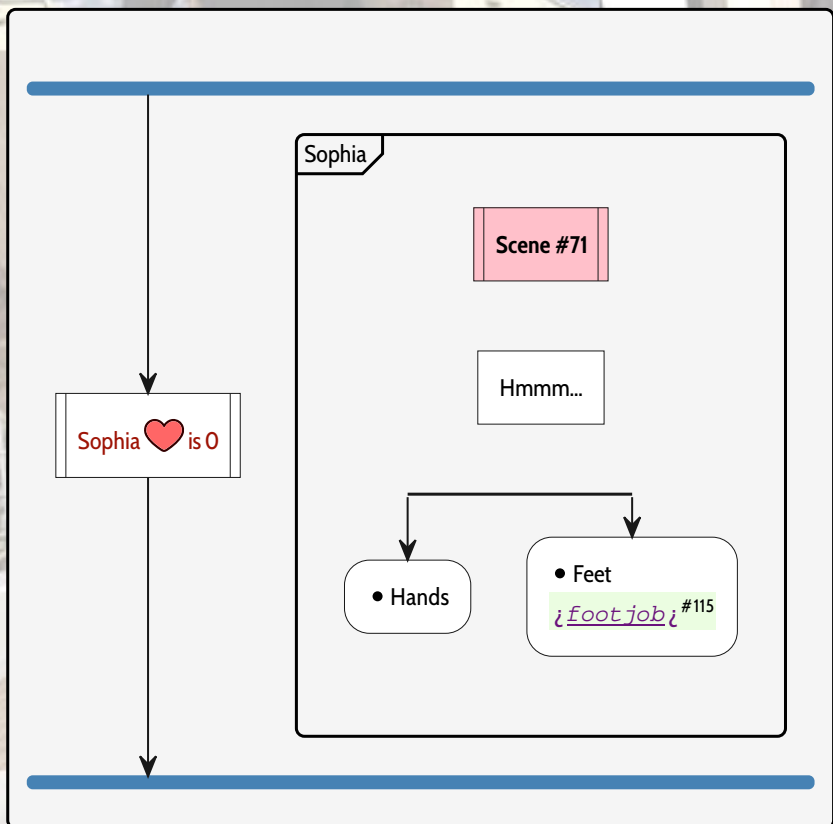 Sophia
Scene #71
Hmmm...
Sophia ❤ is 0
• Hands
• Feet
¿footjob¿ #115